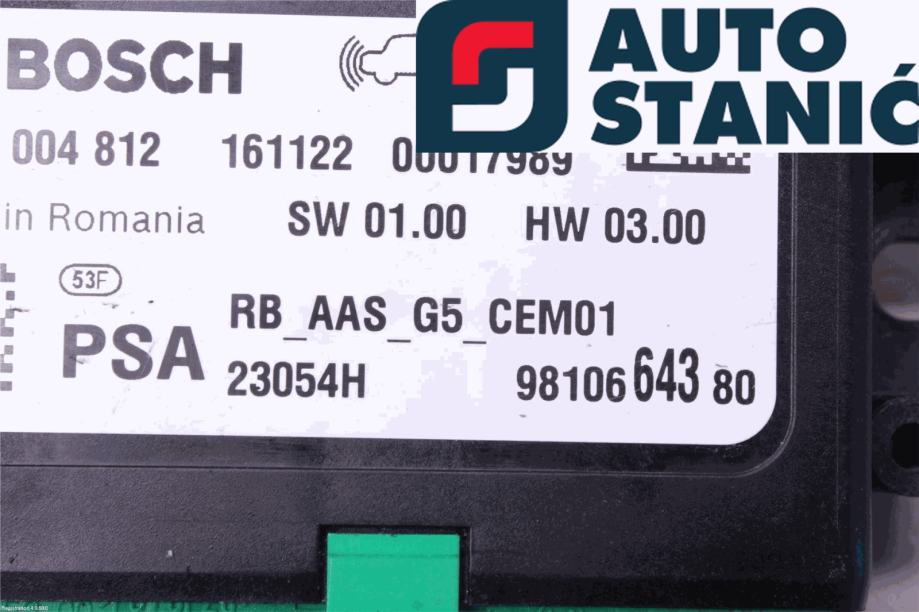 BOSCH
AUTO
STANIĆ
004 812 161122 00017989
in Romania SW 01.00 HW 03.00
53F
RB_AAS_G5_CEM01
PSA
23054H 98106 643 80